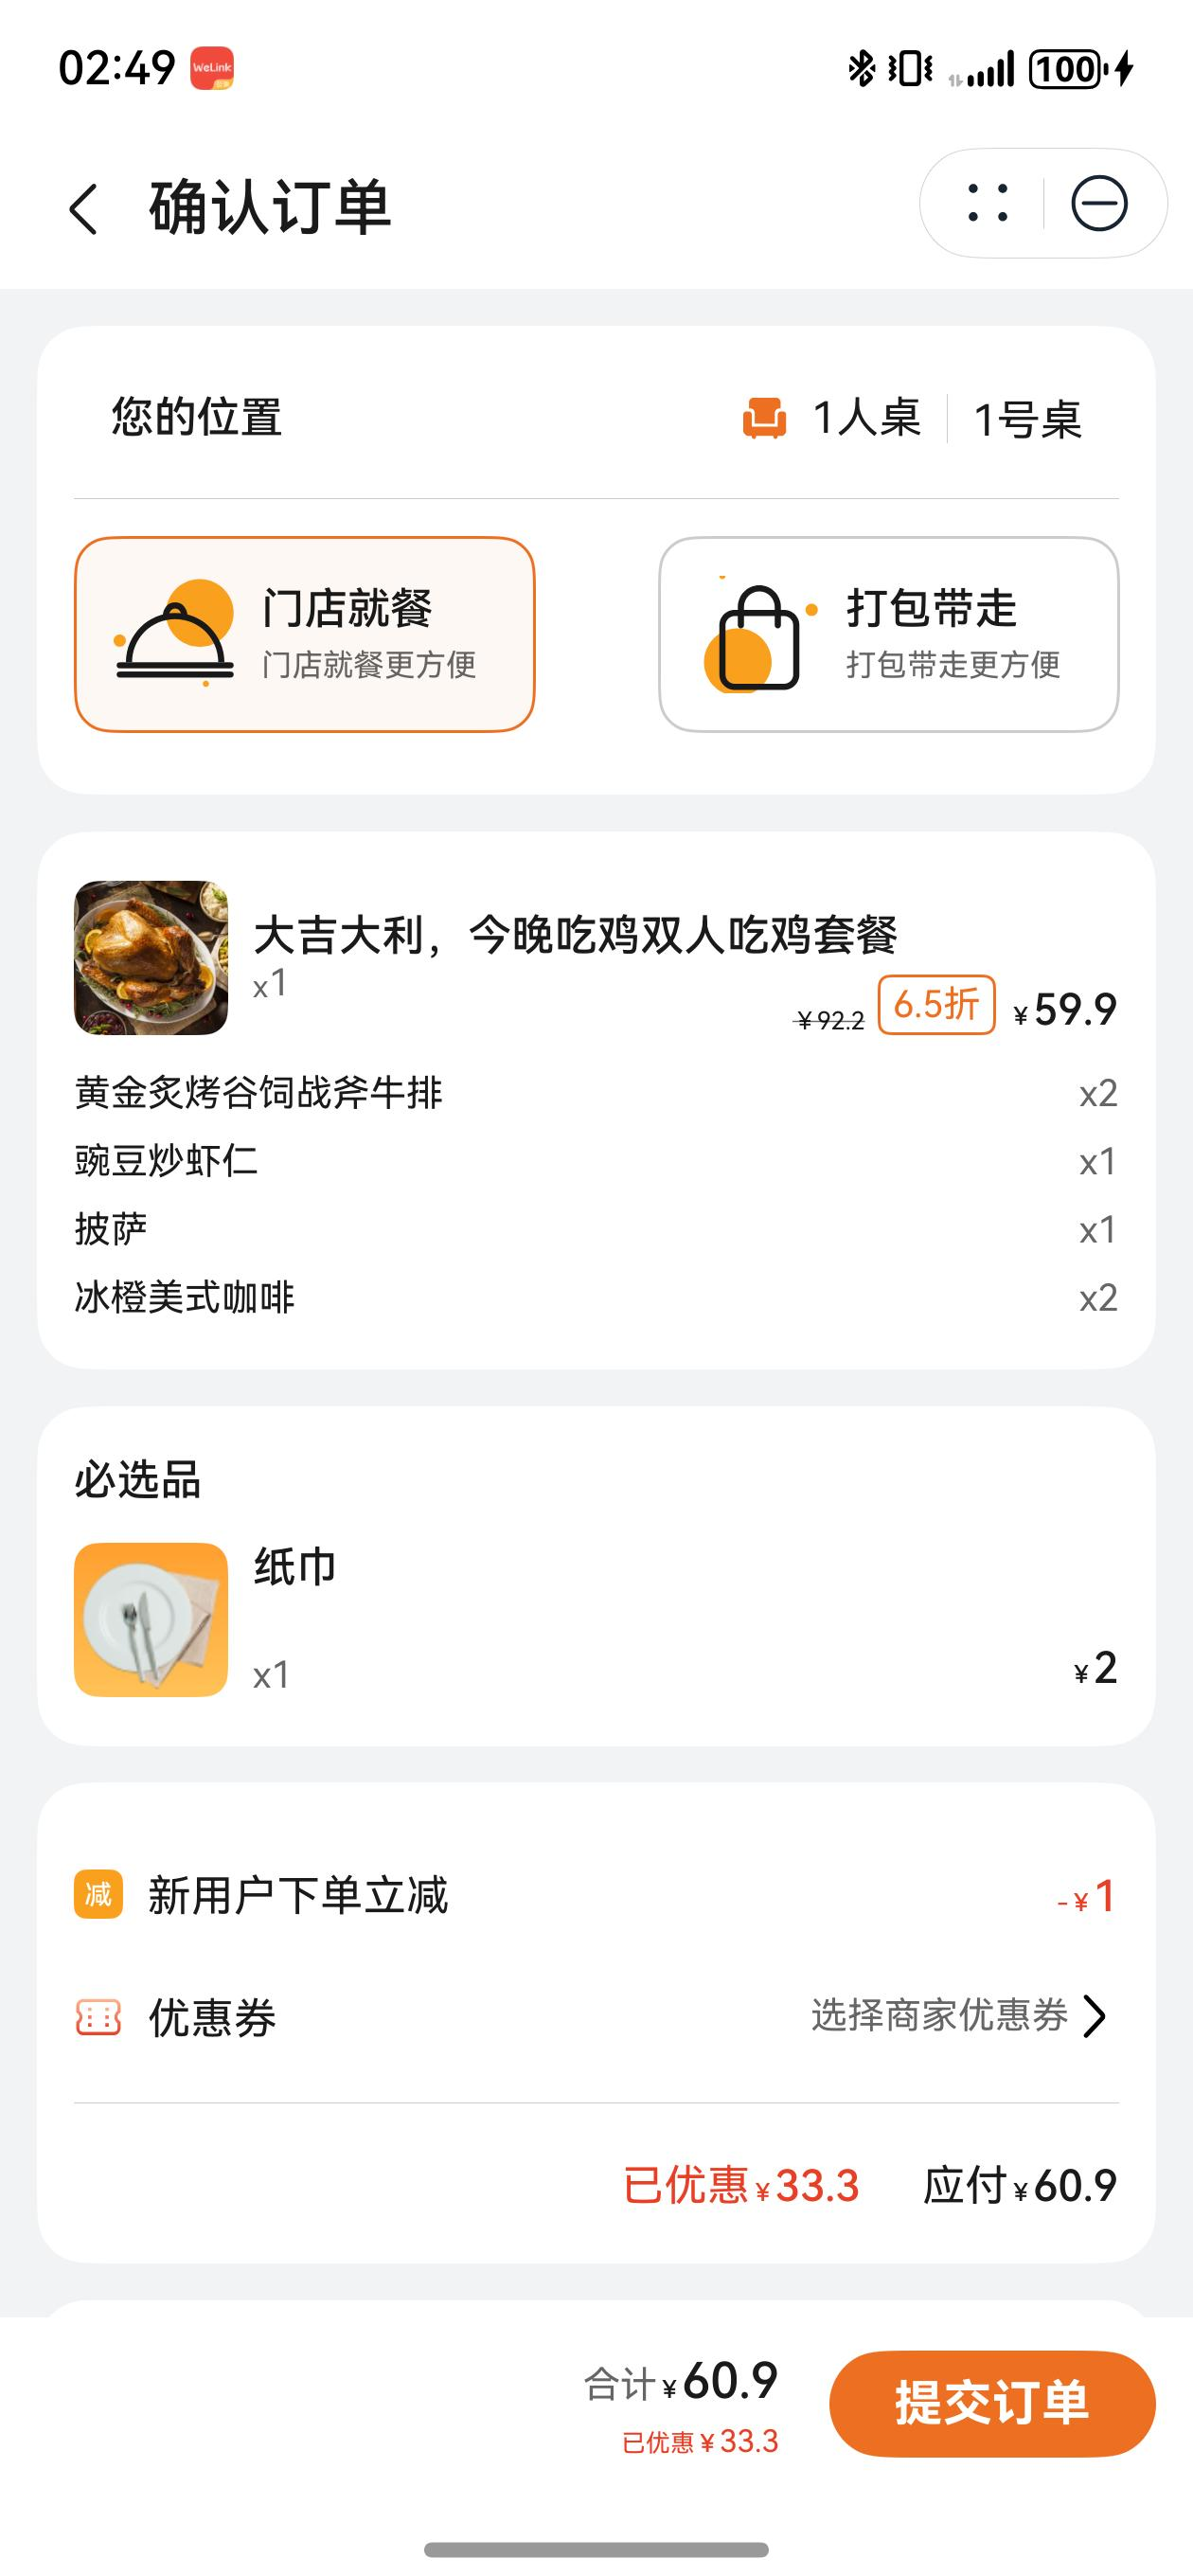 02:49 WeLink 100
确认订单
您的位置 1人桌 1号桌
门店就餐
门店就餐更方便
打包带走
打包带走更方便
大吉大利，今晚吃鸡双人吃鸡套餐
x1
¥92.2 6.5折 ¥59.9
黄金炙烤谷饲战斧牛排 x2
豌豆炒虾仁 x1
披萨 x1
冰橙美式咖啡 x2
必选品
纸巾
x1 ¥2
减 新用户下单立减 -¥1
优惠券 选择商家优惠券
已优惠¥33.3 应付¥60.9
合计¥60.9
已优惠¥33.3
提交订单